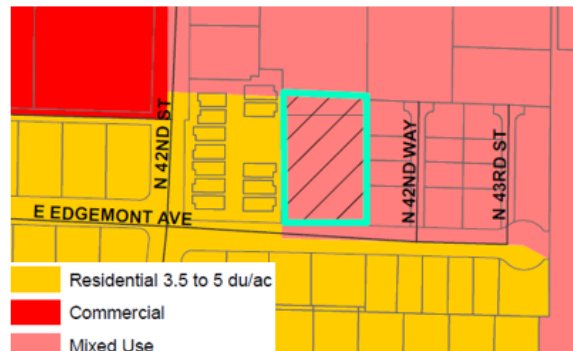 N 42ND ST
N 42ND WAY
N 43RD ST
E EDGEMONT AVE
Residential 3.5 to 5 du/ac
Commercial
Mixed Use